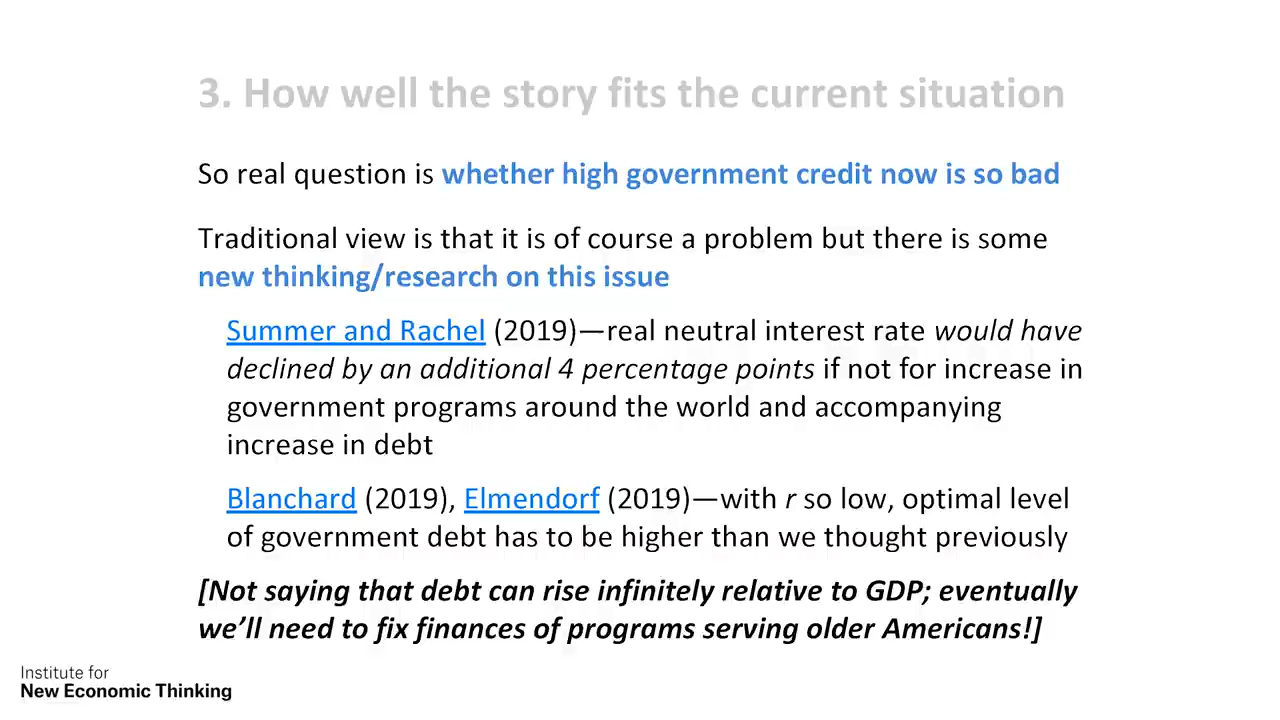 3. How well the story fits the current situation
So real question is whether high government credit now is so bad
Traditional view is that it is of course a problem but there is some
new thinking/research on this issue
Summer and Rachel (2019)—real neutral interest rate would have
declined by an additional 4 percentage points if not for increase in
government programs around the world and accompanying
increase in debt
Blanchard (2019), Elmendorf (2019)—with r so low, optimal level
of government debt has to be higher than we thought previously
[Not saying that debt can rise infinitely relative to GDP; eventually
we’ll need to fix finances of programs serving older Americans!]
Institute for
New Economic Thinking